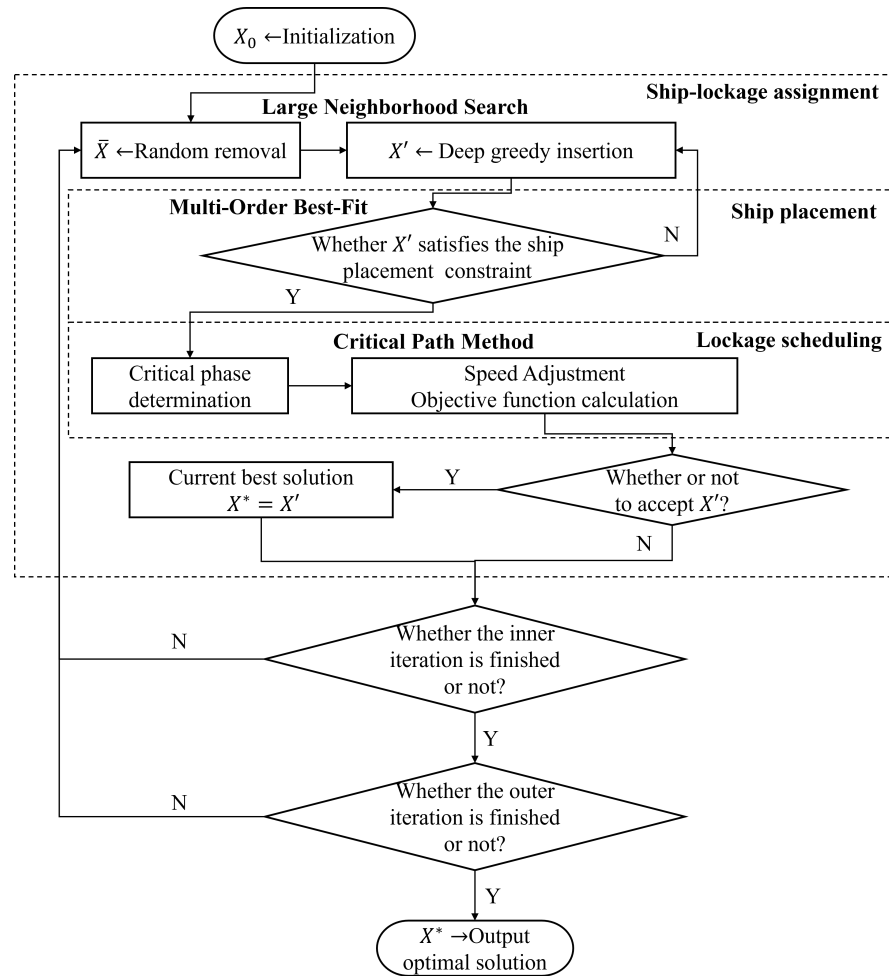 X₀ ←Initialization
Ship-lockage assignment
Large Neighborhood Search
X̄ ←Random removal
X′ ← Deep greedy insertion
Multi-Order Best-Fit
Ship placement
Whether X′ satisfies the ship
placement constraint
N
Y
Critical Path Method
Lockage scheduling
Critical phase
determination
Speed Adjustment
Objective function calculation
Current best solution
X* = X′
Y
Whether or not
to accept X′?
N
Whether the inner
iteration is finished
or not?
N
Y
Whether the outer
iteration is finished
or not?
N
Y
X* →Output
optimal solution